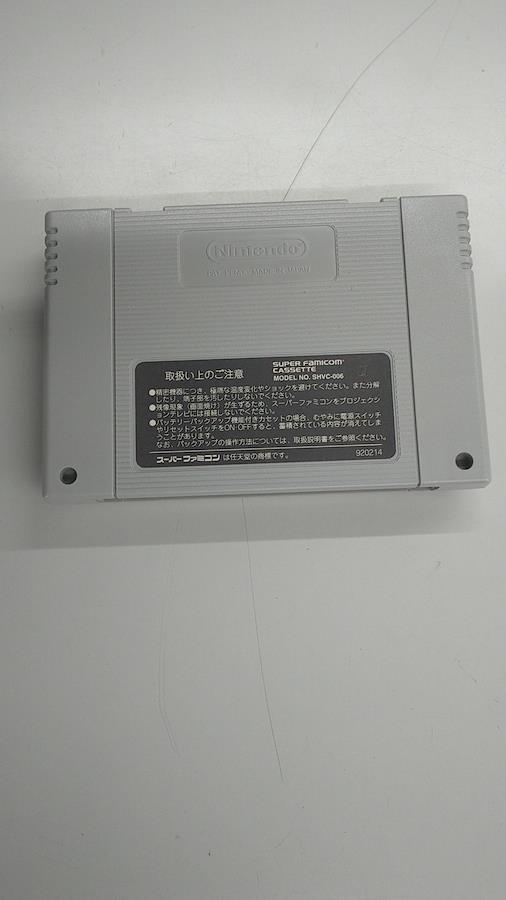 Nintendo
PAT. PEND. MADE IN JAPAN
取扱い上のご注意
SUPER FAMICOM
CASSETTE
MODEL NO. SHVC-006
●精密機器につき、極端な温度変化やショックを避けてください。また分解
したり、端子部を汚したりしないでください。
●残像現象（画面焼け）が生ずるため、スーパーファミコンをプロジェクシ
ョンテレビには接続しないでください。
●バッテリーバックアップ機能付きカセットの場合、むやみに電源スイッチ
やリセットスイッチをON・OFFすると、蓄積されている内容が消えてしま
うことがあります。
なお、バックアップの操作方法については、取扱説明書をご参照ください。
スーパーファミコンは任天堂の商標です。
920214